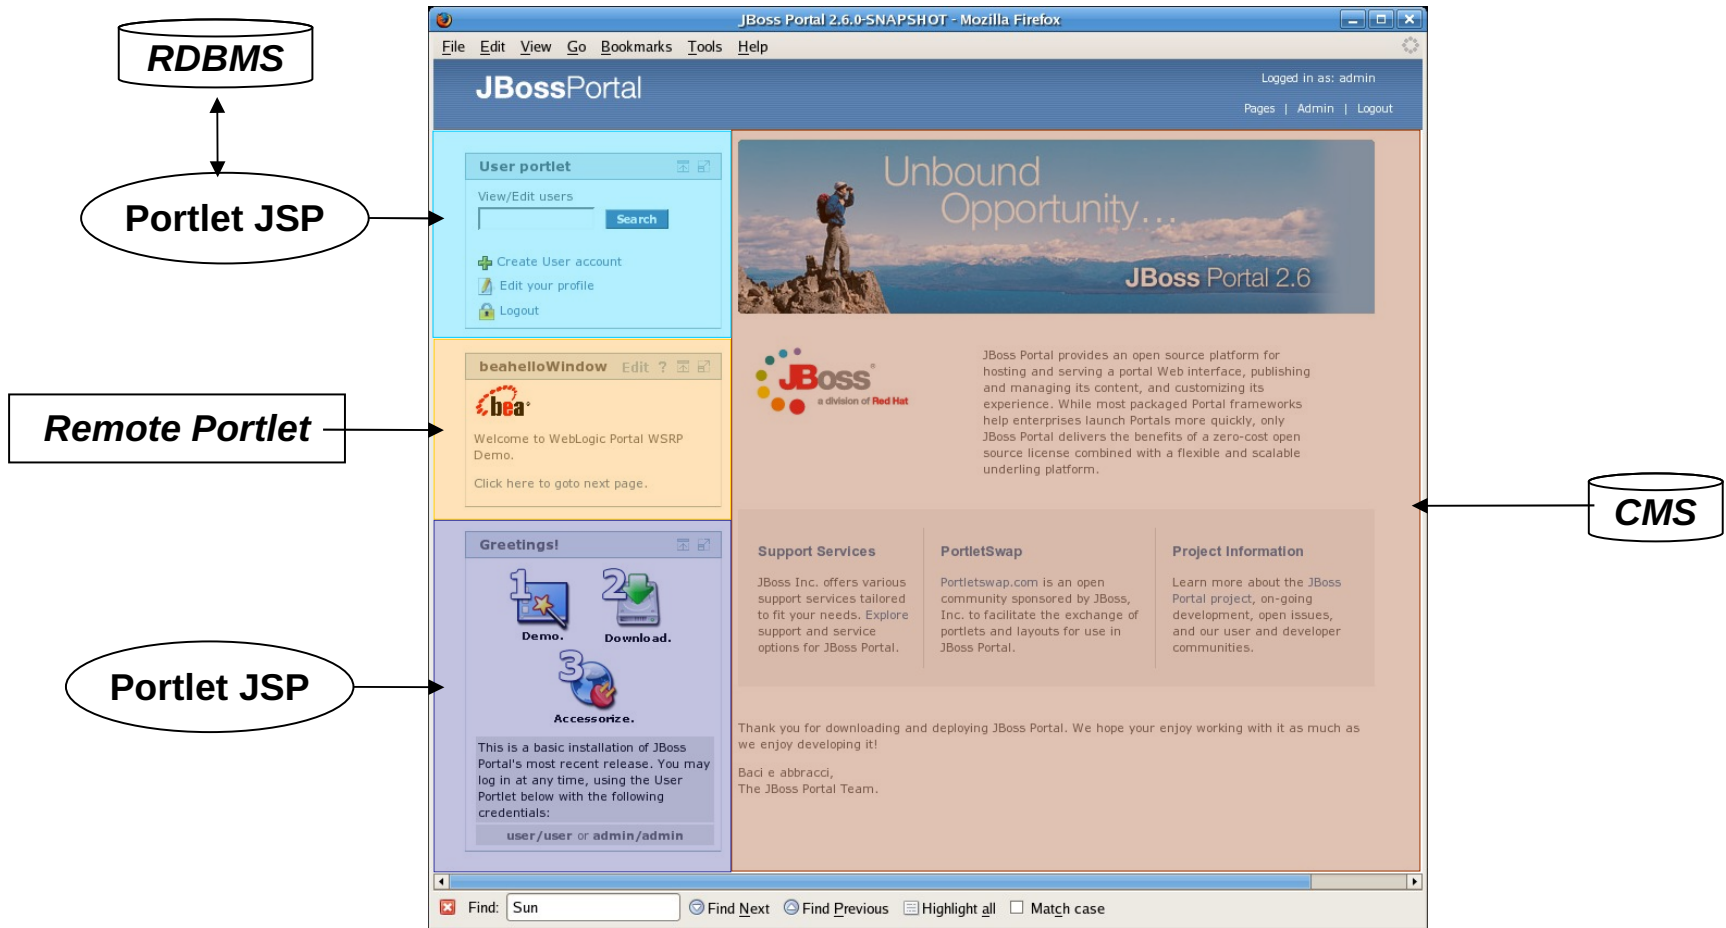 RDBMS
Portlet JSP
Remote Portlet
Portlet JSP
JBoss Portal 2.6.0-SNAPSHOT - Mozilla Firefox
File Edit View Go Bookmarks Tools Help
JBossPortal
Logged in as: admin
Pages | Admin | Logout
User portlet
View/Edit users
Search
Create User account
Edit your profile
Logout
beahelloWindow Edit ?
bea
Welcome to WebLogic Portal WSRP
Demo.
Click here to goto next page.
Greetings!
1 2
Demo. Download.
3
Accessorize.
This is a basic installation of JBoss
Portal's most recent release. You may
log in at any time, using the User
Portlet below with the following
credentials:
user/user or admin/admin
Unbound
Opportunity...
JBoss Portal 2.6
JBoss®
a division of Red Hat
JBoss Portal provides an open source platform for
hosting and serving a portal Web interface, publishing
and managing its content, and customizing its
experience. While most packaged Portal frameworks
help enterprises launch Portals more quickly, only
JBoss Portal delivers the benefits of a zero-cost open
source license combined with a flexible and scalable
underling platform.
Support Services
JBoss Inc. offers various
support services tailored
to fit your needs. Explore
support and service
options for JBoss Portal.
PortletSwap
Portletswap.com is an open
community sponsored by JBoss,
Inc. to facilitate the exchange of
portlets and layouts for use in
JBoss Portal.
Project Information
Learn more about the JBoss
Portal project, on-going
development, open issues,
and our user and developer
communities.
Thank you for downloading and deploying JBoss Portal. We hope your enjoy working with it as much as
we enjoy developing it!
Baci e abbracci,
The JBoss Portal Team.
Find: Sun Find Next Find Previous Highlight all Match case
CMS